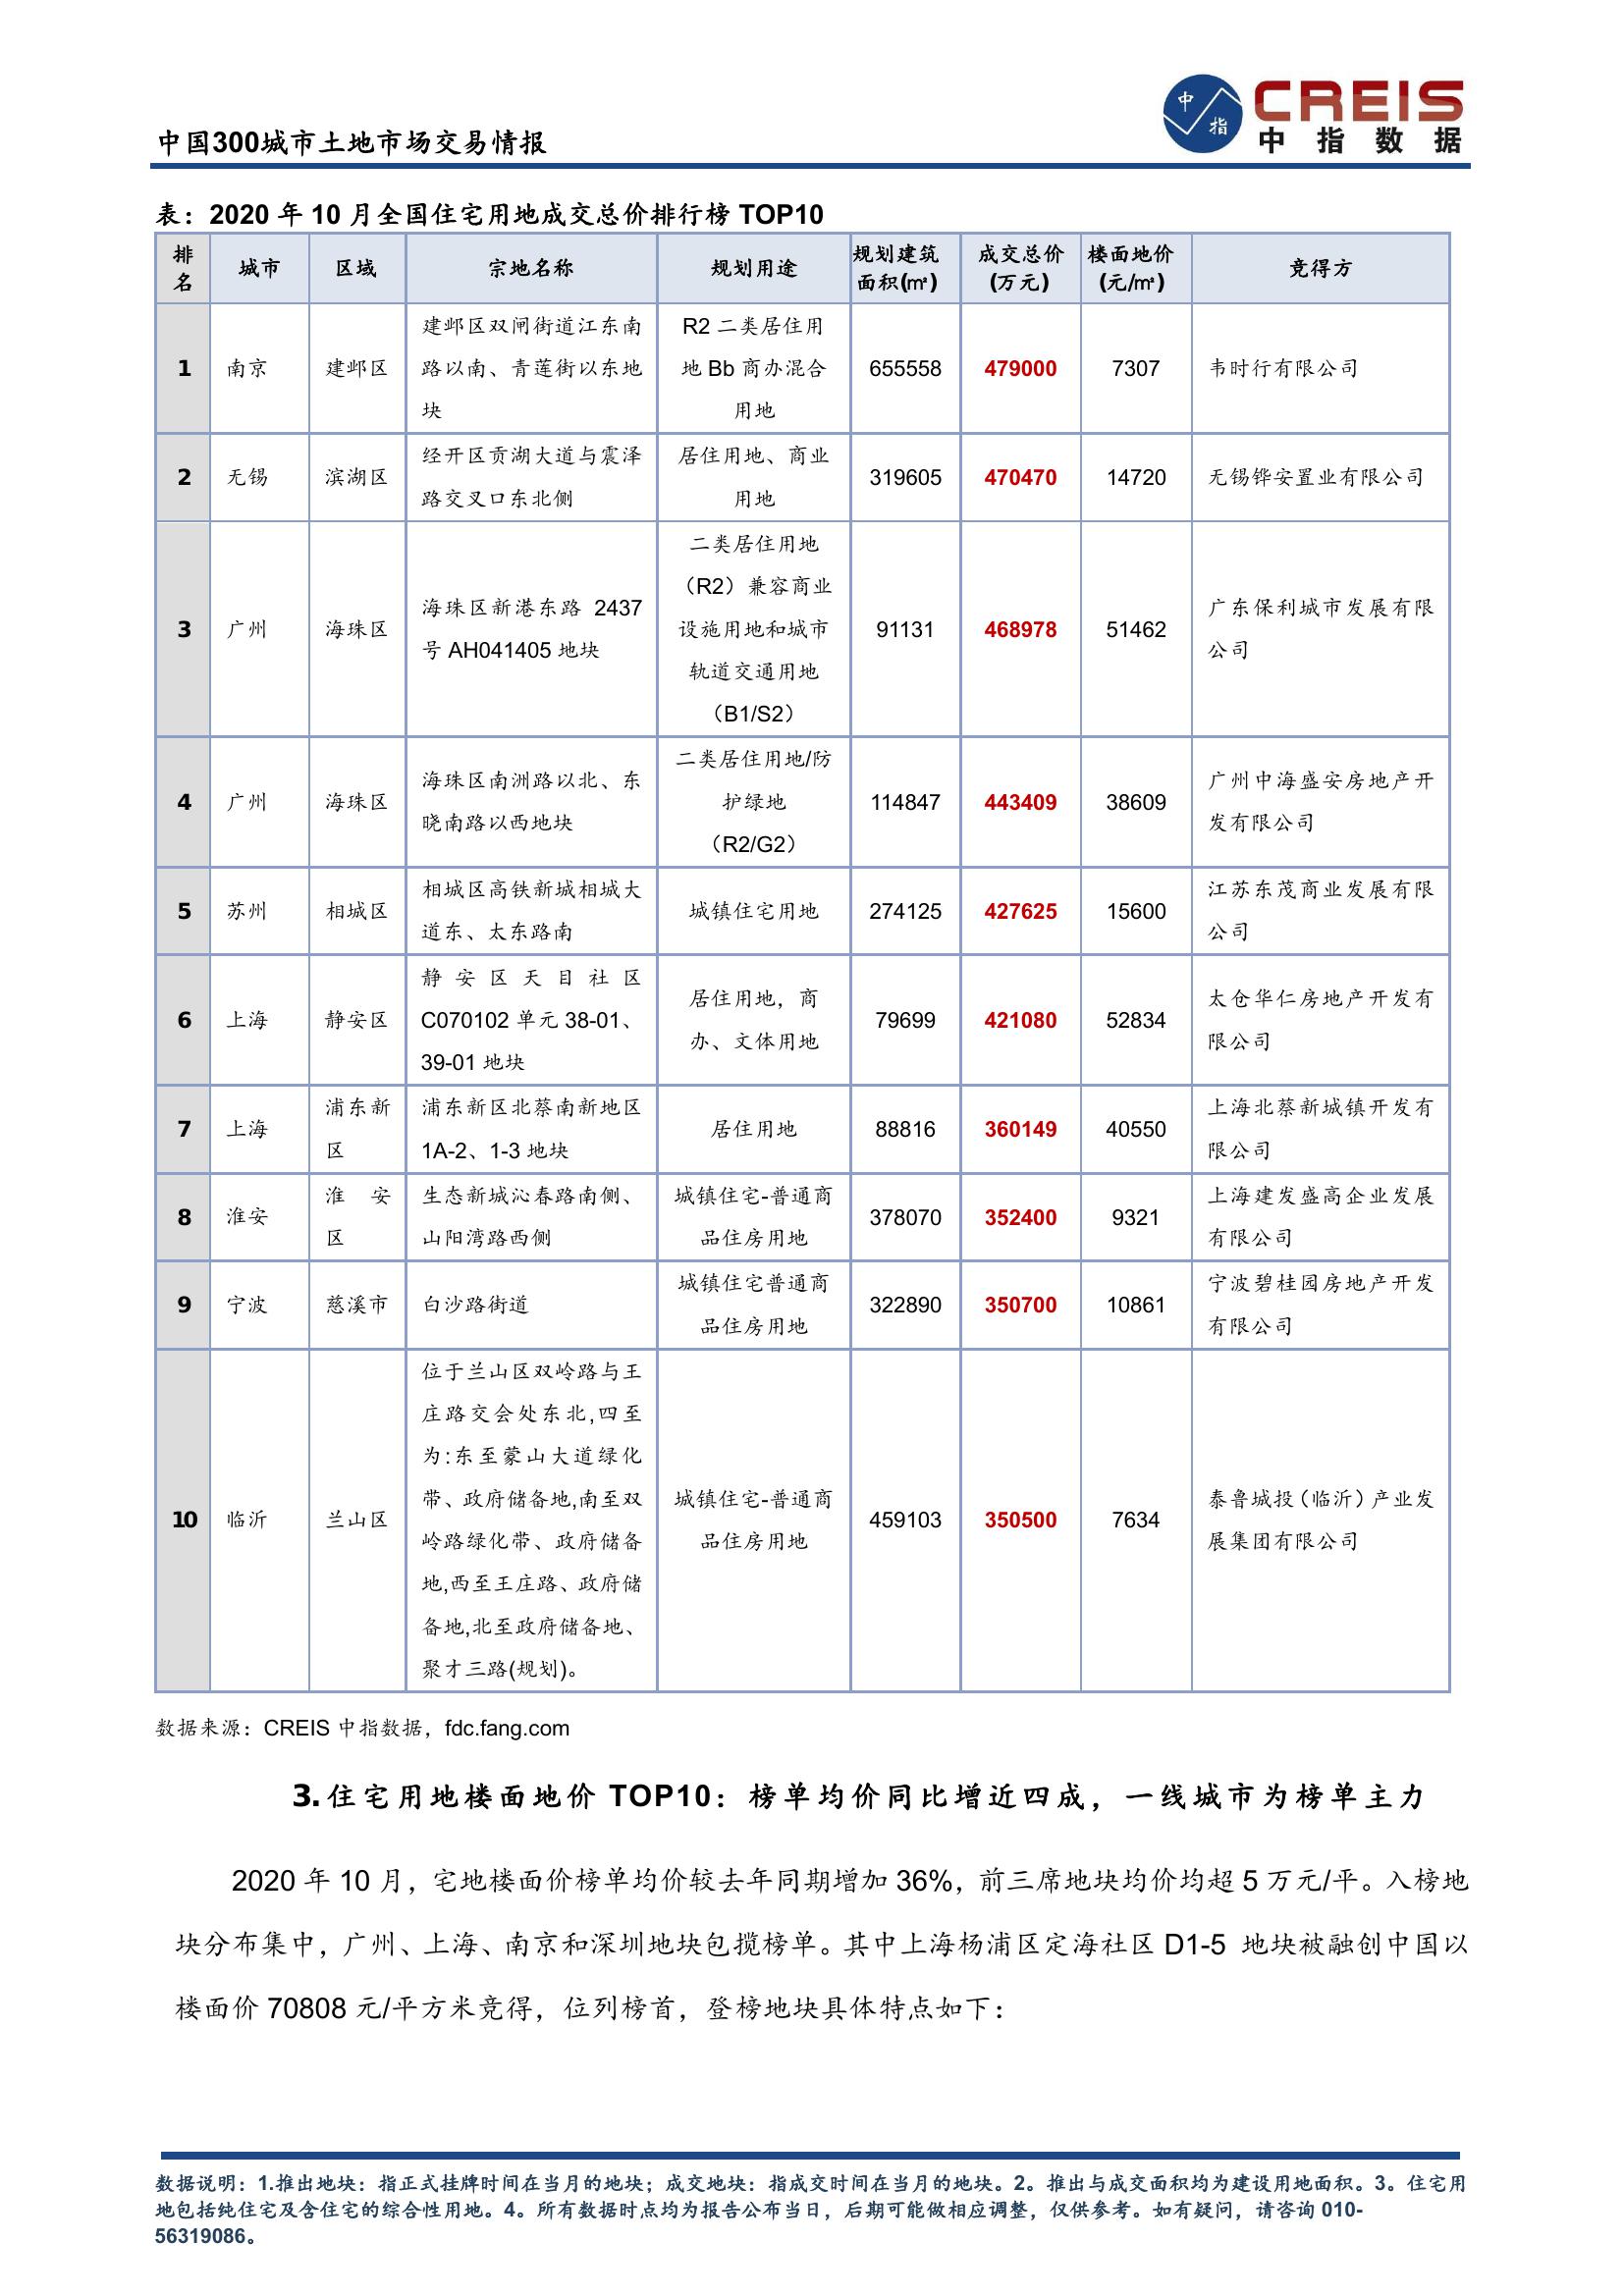 中国300城市土地市场交易情报
中
指
CREIS
中指数据
表：2020 年 10 月全国住宅用地成交总价排行榜 TOP10
排名
城市
区域
宗地名称
规划用途
规划建筑
面积(㎡)
成交总价
(万元)
楼面地价
(元/㎡)
竞得方
1
南京
建邺区
建邺区双闸街道江东南
路以南、青莲街以东地
块
R2 二类居住用
地 Bb 商办混合
用地
655558
479000
7307
韦时行有限公司
2
无锡
滨湖区
经开区贡湖大道与震泽
路交叉口东北侧
居住用地、商业
用地
319605
470470
14720
无锡铧安置业有限公司
3
广州
海珠区
海珠区新港东路 2437
号 AH041405 地块
二类居住用地
（R2）兼容商业
设施用地和城市
轨道交通用地
（B1/S2）
91131
468978
51462
广东保利城市发展有限
公司
4
广州
海珠区
海珠区南洲路以北、东
晓南路以西地块
二类居住用地/防
护绿地
（R2/G2）
114847
443409
38609
广州中海盛安房地产开
发有限公司
5
苏州
相城区
相城区高铁新城相城大
道东、太东路南
城镇住宅用地
274125
427625
15600
江苏东茂商业发展有限
公司
6
上海
静安区
静安区天目社区
C070102 单元 38-01、
39-01 地块
居住用地，商
办、文体用地
79699
421080
52834
太仓华仁房地产开发有
限公司
7
上海
浦东新
区
浦东新区北蔡南新地区
1A-2、1-3 地块
居住用地
88816
360149
40550
上海北蔡新城镇开发有
限公司
8
淮安
淮安
区
生态新城沁春路南侧、
山阳湾路西侧
城镇住宅-普通商
品住房用地
378070
352400
9321
上海建发盛高企业发展
有限公司
9
宁波
慈溪市
白沙路街道
城镇住宅普通商
品住房用地
322890
350700
10861
宁波碧桂园房地产开发
有限公司
10
临沂
兰山区
位于兰山区双岭路与王
庄路交会处东北,四至
为:东至蒙山大道绿化
带、政府储备地,南至双
岭路绿化带、政府储备
地,西至王庄路、政府储
备地,北至政府储备地、
聚才三路(规划)。
城镇住宅-普通商
品住房用地
459103
350500
7634
泰鲁城投（临沂）产业发
展集团有限公司
数据来源：CREIS 中指数据，fdc.fang.com
3.住宅用地楼面地价 TOP10：榜单均价同比增近四成，一线城市为榜单主力
2020 年 10 月，宅地楼面价榜单均价较去年同期增加 36%，前三席地块均价均超 5 万元/平。入榜地
块分布集中，广州、上海、南京和深圳地块包揽榜单。其中上海杨浦区定海社区 D1-5 地块被融创中国以
楼面价 70808 元/平方米竞得，位列榜首，登榜地块具体特点如下：
数据说明：1.推出地块：指正式挂牌时间在当月的地块；成交地块：指成交时间在当月的地块。2。推出与成交面积均为建设用地面积。3。住宅用
地包括纯住宅及含住宅的综合性用地。4。所有数据时点均为报告公布当日，后期可能做相应调整，仅供参考。如有疑问，请咨询 010-
56319086。